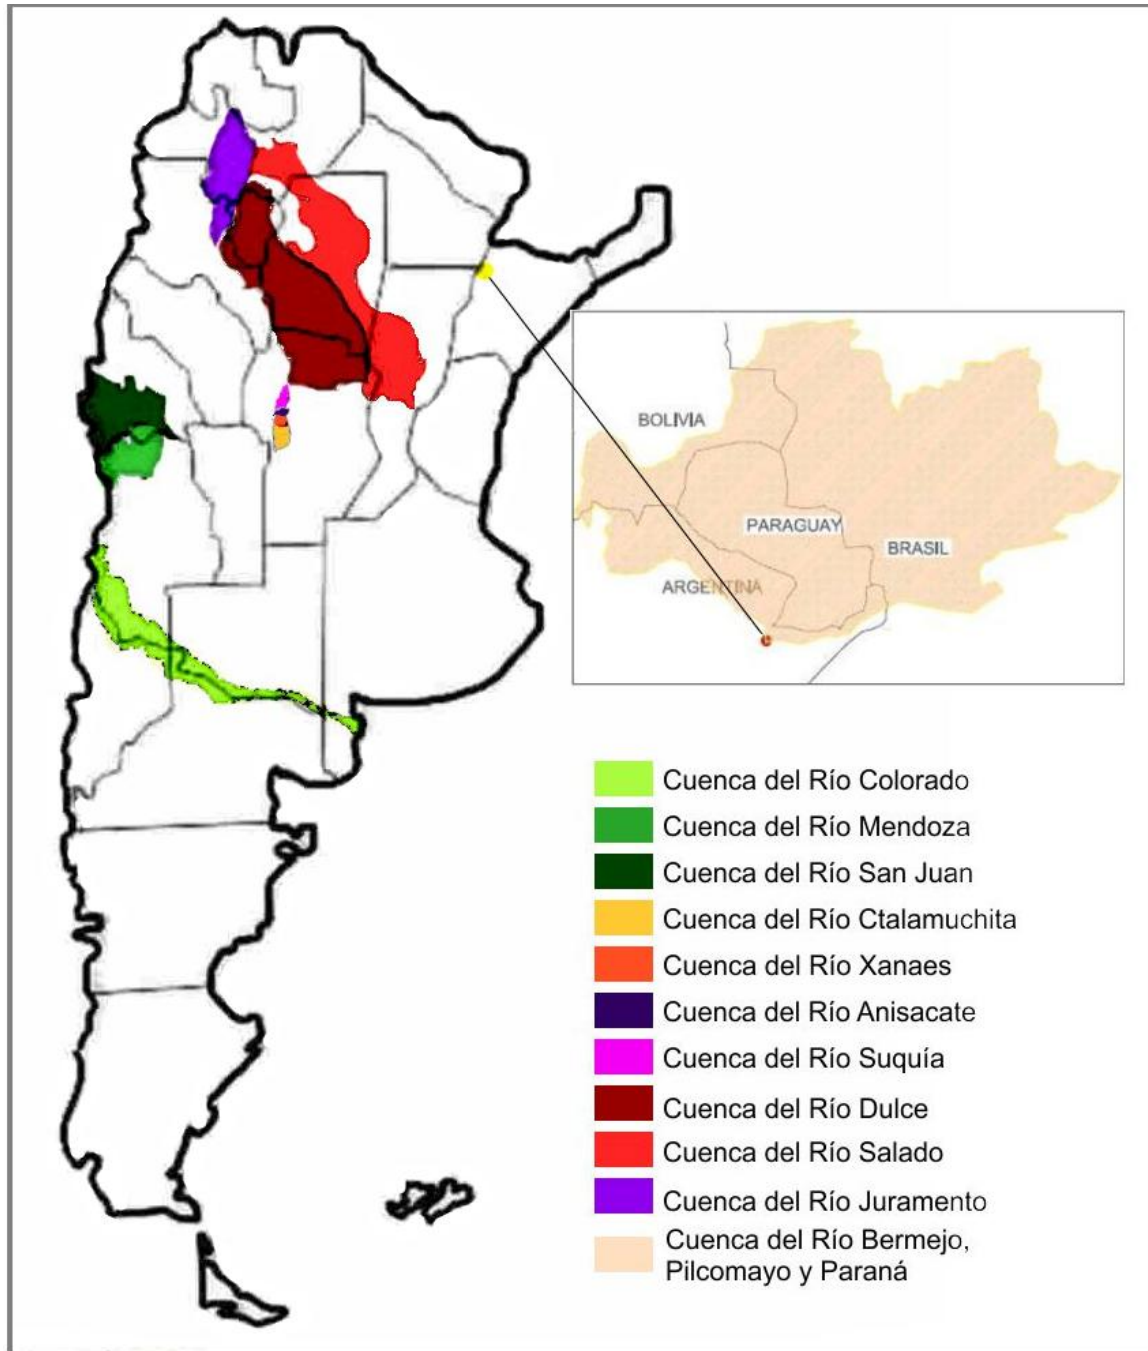 BOLIVIA
PARAGUAY
BRASIL
ARGENTINA
Cuenca del Río Colorado
Cuenca del Río Mendoza
Cuenca del Río San Juan
Cuenca del Río Ctalamuchita
Cuenca del Río Xanaes
Cuenca del Río Anisacate
Cuenca del Río Suquía
Cuenca del Río Dulce
Cuenca del Río Salado
Cuenca del Río Juramento
Cuenca del Río Bermejo,
Pilcomayo y Paraná